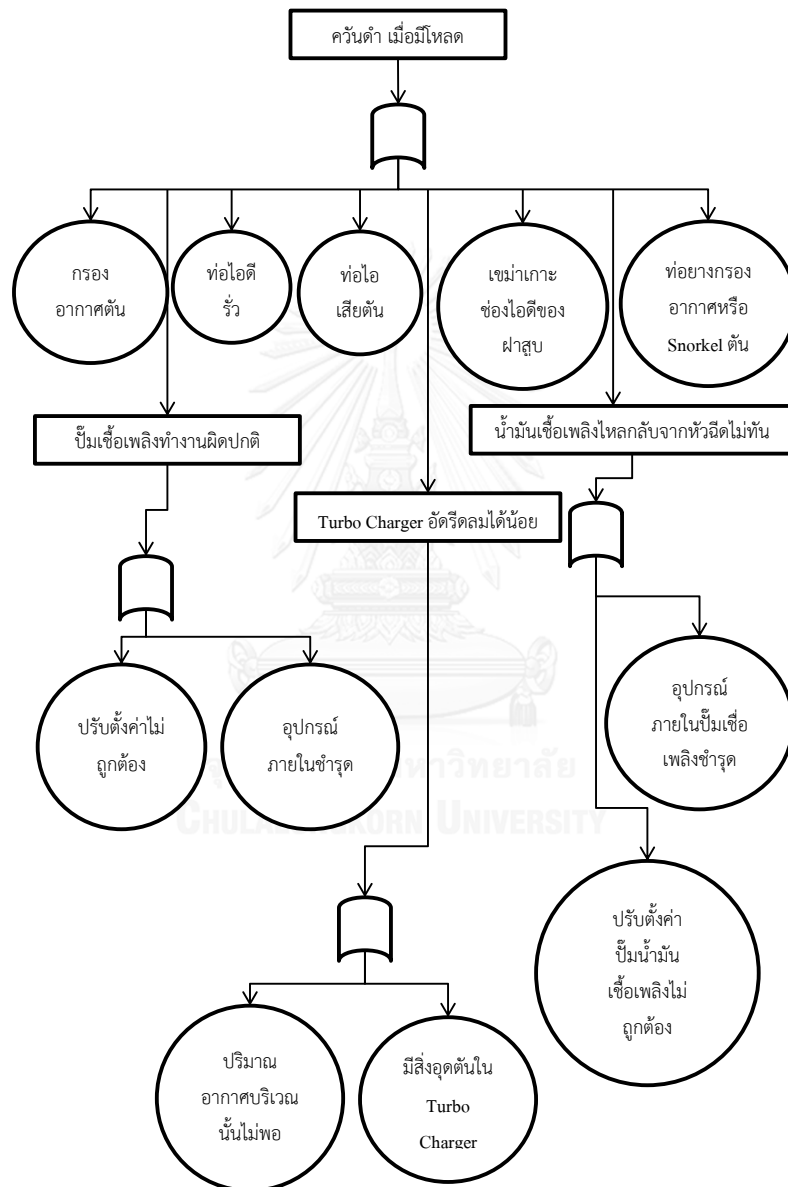 ควันดำ เมื่อมีโหลด
กรอง
อากาศตัน
ท่อไอดี
รั่ว
ท่อไอ
เสียตัน
เขม่าเกาะ
ช่องไอดีของ
ฝาสูบ
ท่อยางกรอง
อากาศหรือ
Snorkel ตัน
ปั๊มเชื้อเพลิงทำงานผิดปกติ
น้ำมันเชื้อเพลิงไหลกลับจากหัวฉีดไม่ทัน
Turbo Charger อัดรีดลมได้น้อย
ปรับตั้งค่าไม่
ถูกต้อง
อุปกรณ์
ภายในชำรุด
อุปกรณ์
ภายในปั๊มเชื่อ
เพลิงชำรุด
CHULALONGKORN UNIVERSITY
ปรับตั้งค่า
ปั๊มน้ำมัน
เชื้อเพลิงไม่
ถูกต้อง
ปริมาณ
อากาศบริเวณ
นั้นไม่พอ
มีสิ่งอุดตันใน
Turbo
Charger